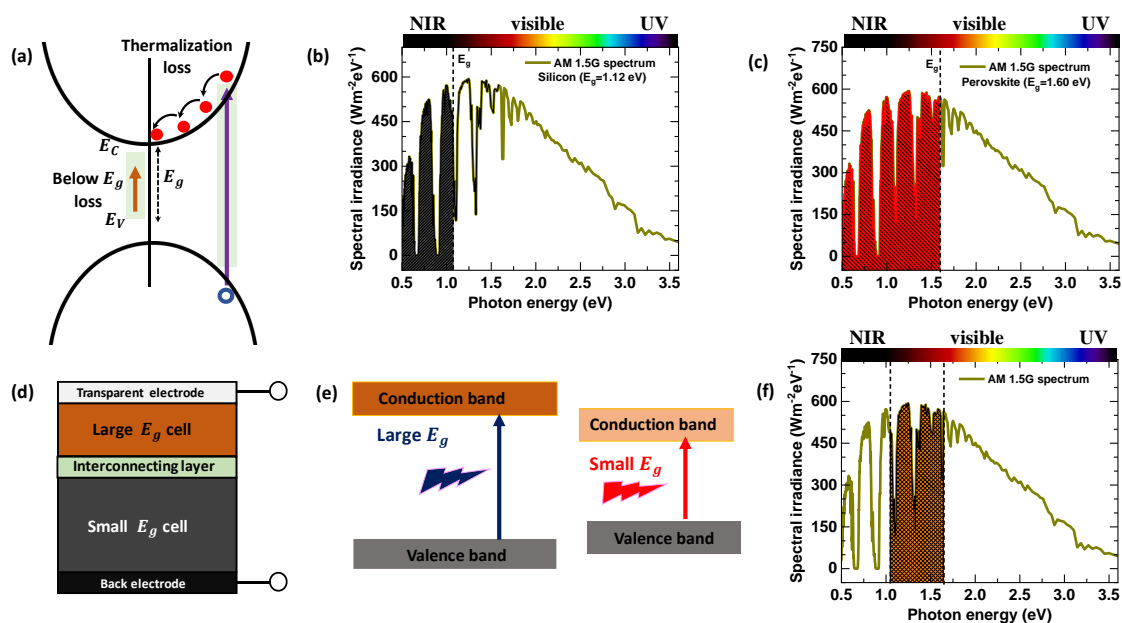 (a)
Thermalization
loss
E_C
E_g
Below E_g
loss
E_V
(b)
NIR visible UV
E_g
AM 1.5G spectrum
Silicon (E_g=1.12 eV)
Spectral irradiance (Wm⁻²eV⁻¹)
750
600
450
300
150
0
0.5 1.0 1.5 2.0 2.5 3.0 3.5
Photon energy (eV)
(c)
NIR visible UV
E_g
AM 1.5G spectrum
Perovskite (E_g=1.60 eV)
Spectral irradiance (Wm⁻²eV⁻¹)
750
600
450
300
150
0
0.5 1.0 1.5 2.0 2.5 3.0 3.5
Photon energy (eV)
(d)
Transparent electrode
Large E_g cell
Interconnecting layer
Small E_g cell
Back electrode
(e)
Conduction band
Large E_g
Valence band
Conduction band
Small E_g
Valence band
(f)
NIR visible UV
AM 1.5G spectrum
Spectral irradiance (Wm⁻²eV⁻¹)
750
600
450
300
150
0
0.5 1.0 1.5 2.0 2.5 3.0 3.5
Photon energy (eV)